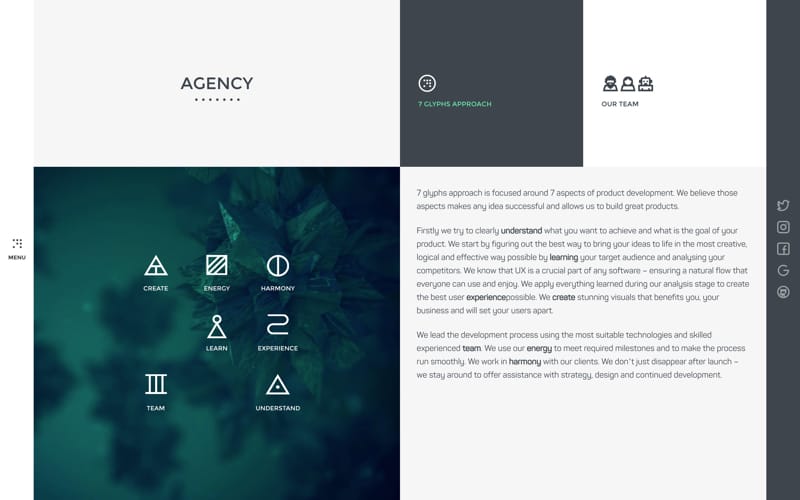 AGENCY
7 GLYPHS APPROACH
OUR TEAM
MENU
CREATE
ENERGY
HARMONY
LEARN
EXPERIENCE
TEAM
UNDERSTAND
7 glyphs approach is focused around 7 aspects of product development. We believe those
aspects makes any idea successful and allows us to build great products.
Firstly we try to clearly understand what you want to achieve and what is the goal of your
product. We start by figuring out the best way to bring your ideas to life in the most creative,
logical and effective way possible by learning your target audience and analysing your
competitors. We know that UX is a crucial part of any software – ensuring a natural flow that
everyone can use and enjoy. We apply everything learned during our analysis stage to create
the best user experiencepossible. We create stunning visuals that benefits you, your
business and will set your users apart.
We lead the development process using the most suitable technologies and skilled
experienced team. We use our energy to meet required milestones and to make the process
run smoothly. We work in harmony with our clients. We don't just disappear after launch –
we stay around to offer assistance with strategy, design and continued development.